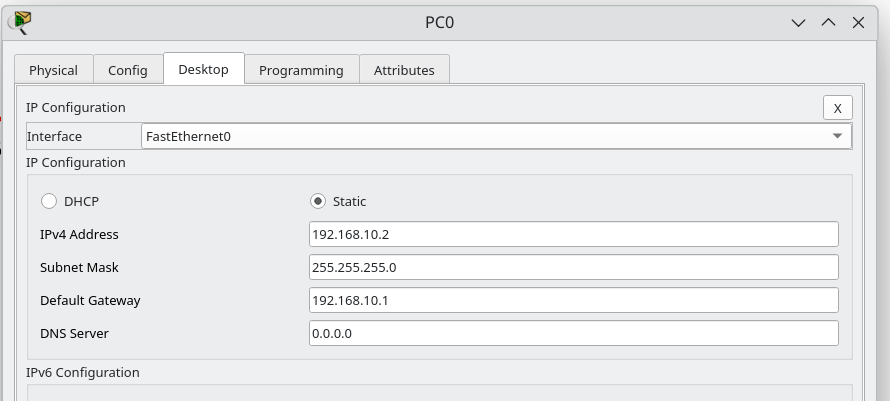 PC0
Physical Config Desktop Programming Attributes
IP Configuration X
Interface FastEthernet0
IP Configuration
DHCP Static
IPv4 Address 192.168.10.2
Subnet Mask 255.255.255.0
Default Gateway 192.168.10.1
DNS Server 0.0.0.0
IPv6 Configuration